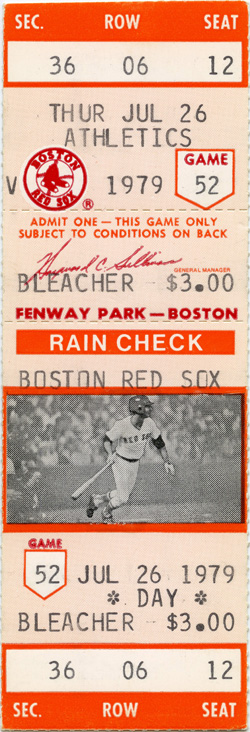 SEC. ROW SEAT
36 06 12
THUR JUL 26
ATHLETICS
V BOSTON RED SOX ® 1979 GAME 52
ADMIT ONE — THIS GAME ONLY
SUBJECT TO CONDITIONS ON BACK
Haywood C. Sullivan
GENERAL MANAGER
BLEACHER - $3.00
FENWAY PARK — BOSTON
RAIN CHECK
BOSTON RED SOX
RED SOX
GAME
52 JUL 26 1979
* DAY *
BLEACHER - $3.00
36 06 12
SEC. ROW SEAT